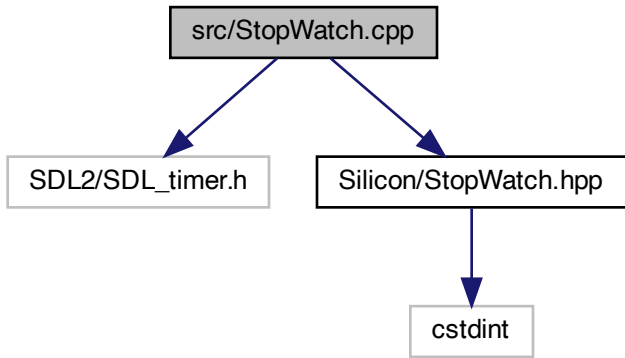 src/StopWatch.cpp
SDL2/SDL_timer.h
Silicon/StopWatch.hpp
cstdint